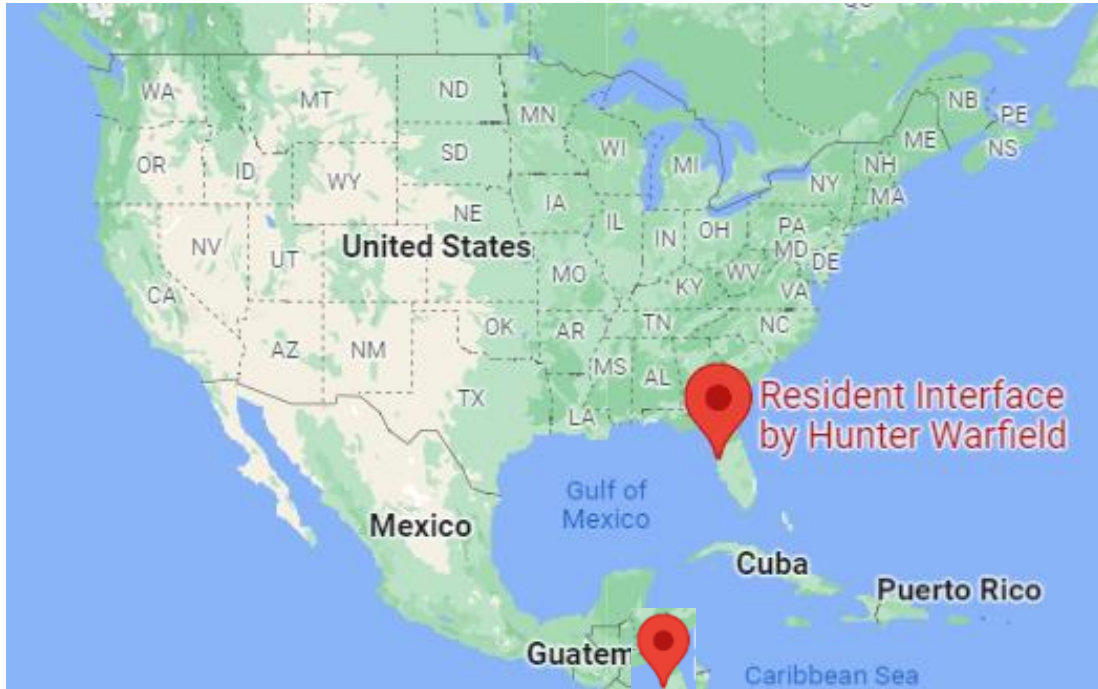 QC
WA
MT
ND
MN
NB
PE
OR
ID
SD
WI
MI
ME
NS
WY
NH
NY
MA
NE
IA
IL
IN
OH
PA
MD
NV
UT
United States
MO
WV
DE
KY
VA
CA
OK
AR
TN
NC
AZ
NM
MS
AL
TX
LA
Resident Interface
by Hunter Warfield
Gulf of
Mexico
Mexico
Cuba
Puerto Rico
Guatem
Caribbean Sea